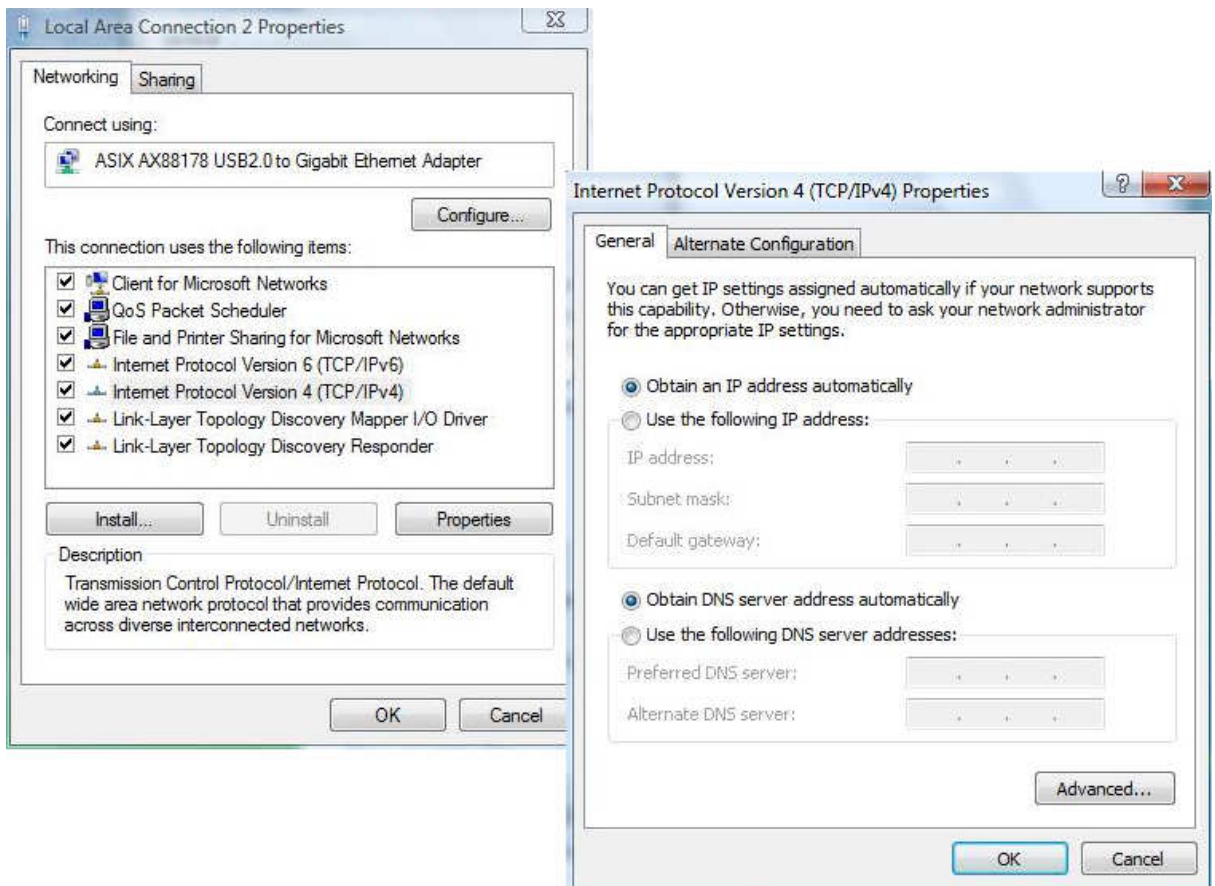 Local Area Connection 2 Properties
Networking
Sharing
Connect using:
ASIX AX88178 USB2.0 to Gigabit Ethernet Adapter
Configure...
This connection uses the following items:
Client for Microsoft Networks
QoS Packet Scheduler
File and Printer Sharing for Microsoft Networks
Internet Protocol Version 6 (TCP/IPv6)
Internet Protocol Version 4 (TCP/IPv4)
Link-Layer Topology Discovery Mapper I/O Driver
Link-Layer Topology Discovery Responder
Install...
Uninstall
Properties
Description
Transmission Control Protocol/Internet Protocol. The default
wide area network protocol that provides communication
across diverse interconnected networks.
OK
Cancel
Internet Protocol Version 4 (TCP/IPv4) Properties
?
General
Alternate Configuration
You can get IP settings assigned automatically if your network supports
this capability. Otherwise, you need to ask your network administrator
for the appropriate IP settings.
Obtain an IP address automatically
Use the following IP address:
IP address:
Subnet mask:
Default gateway:
Obtain DNS server address automatically
Use the following DNS server addresses:
Preferred DNS server:
Alternate DNS server:
Advanced...
OK
Cancel